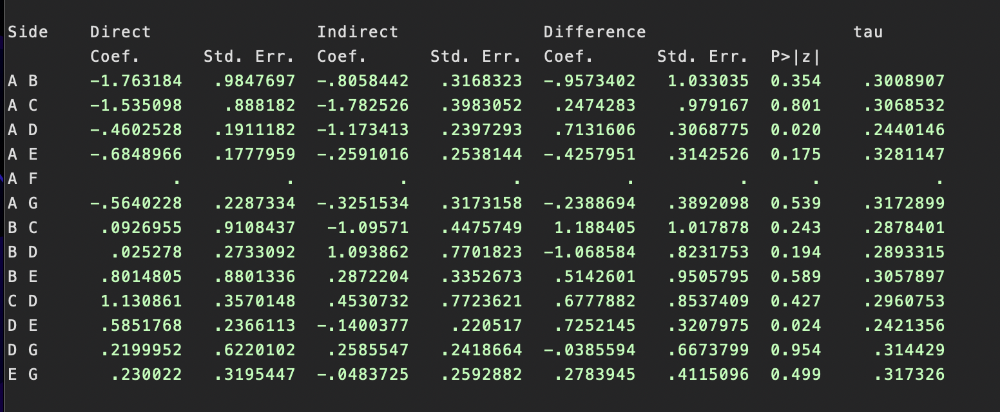 Side Direct Indirect Difference tau
Coef. Std. Err. Coef. Std. Err. Coef. Std. Err. P>|z|
A B -1.763184 .9847697 -.8058442 .3168323 -.9573402 1.033035 0.354 .3008907
A C -1.535098 .888182 -1.782526 .3983052 .2474283 .979167 0.801 .3068532
A D -.4602528 .1911182 -1.173413 .2397293 .7131606 .3068775 0.020 .2440146
A E -.6848966 .1777959 -.2591016 .2538144 -.4257951 .3142526 0.175 .3281147
A F . . . . . . . .
A G -.5640228 .2287334 -.3251534 .3173158 -.2388694 .3892098 0.539 .3172899
B C .0926955 .9108437 -1.09571 .4475749 1.188405 1.017878 0.243 .2878401
B D .025278 .2733092 1.093862 .7701823 -1.068584 .8231753 0.194 .2893315
B E .8014805 .8801336 .2872204 .3352673 .5142601 .9505795 0.589 .3057897
C D 1.130861 .3570148 .4530732 .7723621 .6777882 .8537409 0.427 .2960753
D E .5851768 .2366113 -.1400377 .220517 .7252145 .3207975 0.024 .2421356
D G .2199952 .6220102 .2585547 .2418664 -.0385594 .6673799 0.954 .314429
E G .230022 .3195447 -.0483725 .2592882 .2783945 .4115096 0.499 .317326